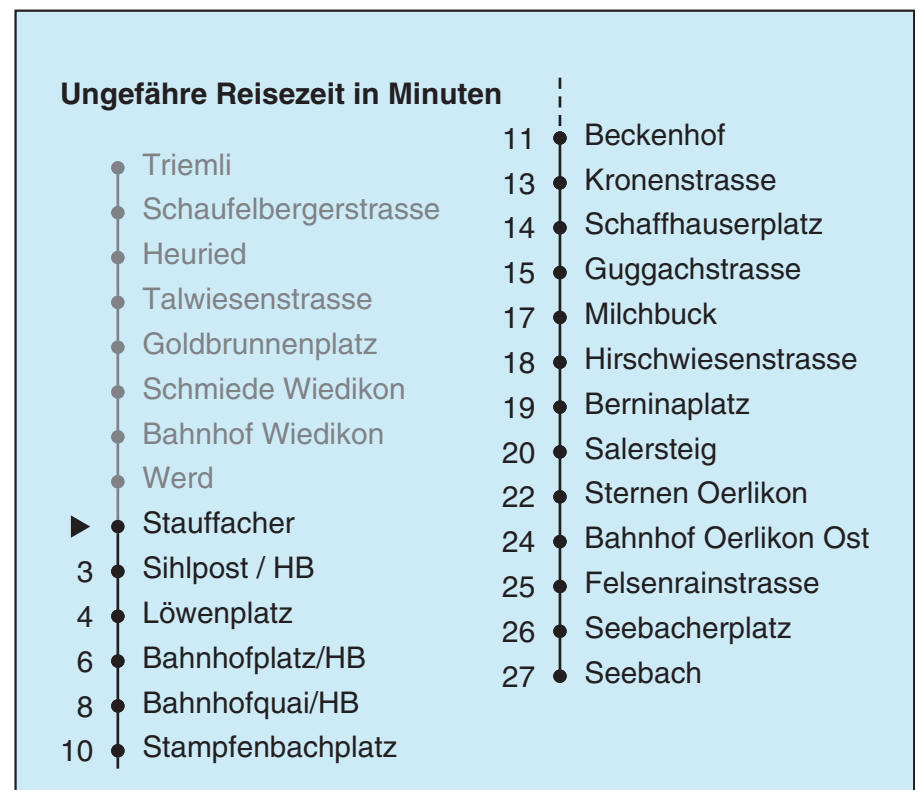 Ungefähre Reisezeit in Minuten
Triemli
Schaufelbergerstrasse
Heuried
Talwiesenstrasse
Goldbrunnenplatz
Schmiede Wiedikon
Bahnhof Wiedikon
Werd
Stauffacher
3 Sihlpost / HB
4 Löwenplatz
6 Bahnhofplatz/HB
8 Bahnhofquai/HB
10 Stampfenbachplatz
11 Beckenhof
13 Kronenstrasse
14 Schaffhauserplatz
15 Guggachstrasse
17 Milchbuck
18 Hirschwiesenstrasse
19 Berninaplatz
20 Salersteig
22 Sternen Oerlikon
24 Bahnhof Oerlikon Ost
25 Felsenrainstrasse
26 Seebacherplatz
27 Seebach